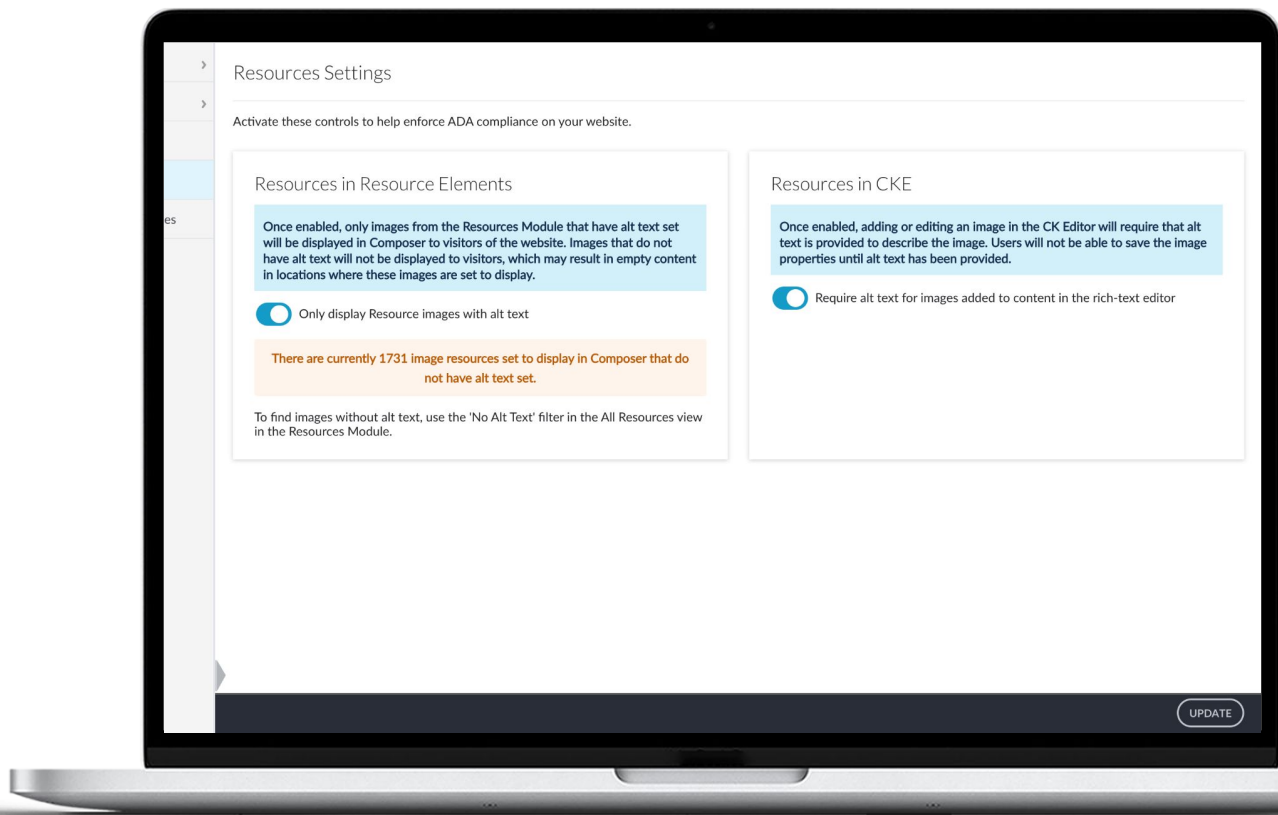 Resources Settings
Activate these controls to help enforce ADA compliance on your website.
es
Resources in Resource Elements
Once enabled, only images from the Resources Module that have alt text set
will be displayed in Composer to visitors of the website. Images that do not
have alt text will not be displayed to visitors, which may result in empty content
in locations where these images are set to display.
Only display Resource images with alt text
There are currently 1731 image resources set to display in Composer that do
not have alt text set.
To find images without alt text, use the 'No Alt Text' filter in the All Resources view
in the Resources Module.
Resources in CKE
Once enabled, adding or editing an image in the CK Editor will require that alt
text is provided to describe the image. Users will not be able to save the image
properties until alt text has been provided.
Require alt text for images added to content in the rich-text editor
UPDATE